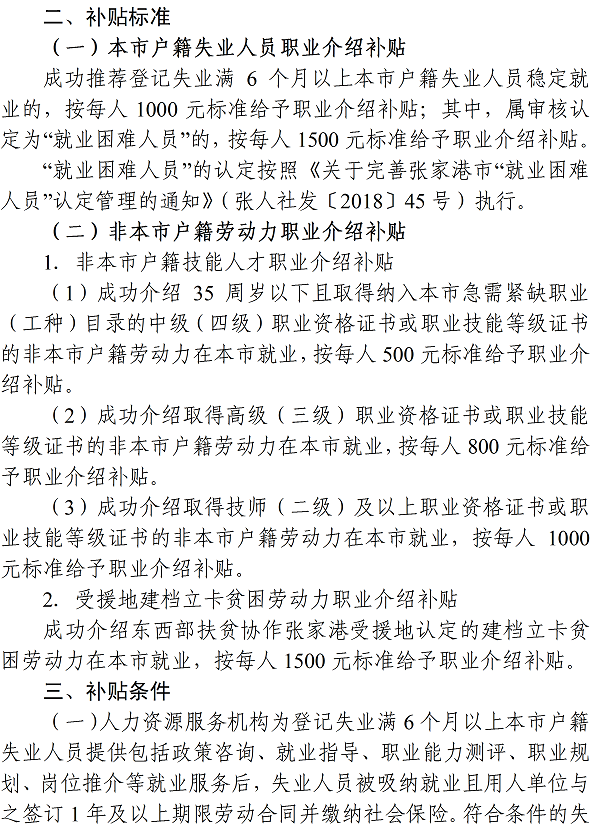 二、补贴标准
（一）本市户籍失业人员职业介绍补贴
成功推荐登记失业满 6 个月以上本市户籍失业人员稳定就
业的，按每人 1000 元标准给予职业介绍补贴；其中，属审核认
定为“就业困难人员”的，按每人 1500 元标准给予职业介绍补贴。
“就业困难人员”的认定按照《关于完善张家港市“就业困难
人员”认定管理的通知》（张人社发〔2018〕45 号）执行。
（二）非本市户籍劳动力职业介绍补贴
1. 非本市户籍技能人才职业介绍补贴
（1）成功介绍 35 周岁以下且取得纳入本市急需紧缺职业
（工种）目录的中级（四级）职业资格证书或职业技能等级证书
的非本市户籍劳动力在本市就业，按每人 500 元标准给予职业介
绍补贴。
（2）成功介绍取得高级（三级）职业资格证书或职业技能
等级证书的非本市户籍劳动力在本市就业，按每人 800 元标准给
予职业介绍补贴。
（3）成功介绍取得技师（二级）及以上职业资格证书或职
业技能等级证书的非本市户籍劳动力在本市就业，按每人 1000
元标准给予职业介绍补贴。
2. 受援地建档立卡贫困劳动力职业介绍补贴
成功介绍东西部扶贫协作张家港受援地认定的建档立卡贫
困劳动力在本市就业，按每人 1500 元标准给予职业介绍补贴。
三、补贴条件
（一）人力资源服务机构为登记失业满 6 个月以上本市户籍
失业人员提供包括政策咨询、就业指导、职业能力测评、职业规
划、岗位推介等就业服务后，失业人员被吸纳就业且用人单位与
之签订 1 年及以上期限劳动合同并缴纳社会保险。符合条件的失